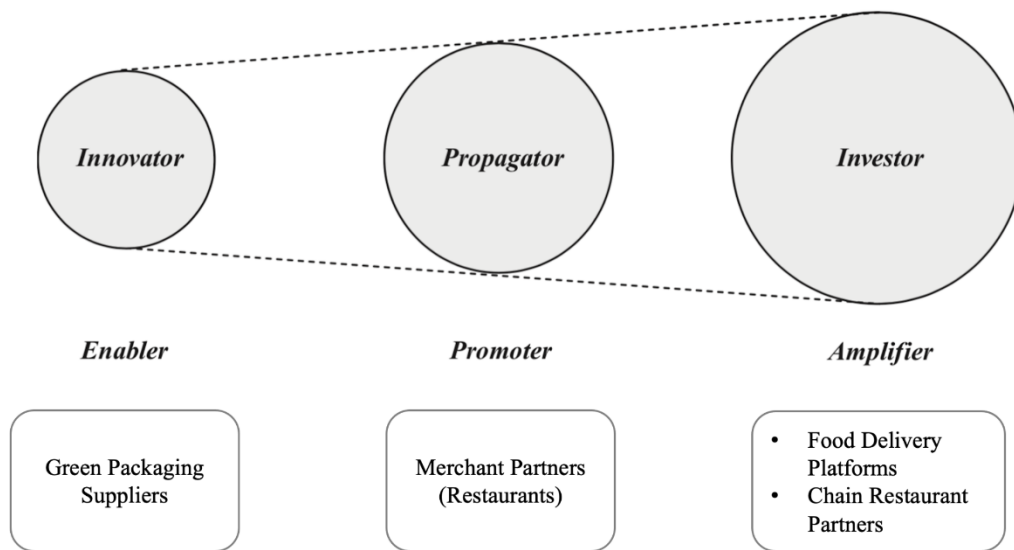 Innovator
Propagator
Investor
Enabler
Promoter
Amplifier
Green Packaging
Suppliers
Merchant Partners
(Restaurants)
• Food Delivery
Platforms
• Chain Restaurant
Partners